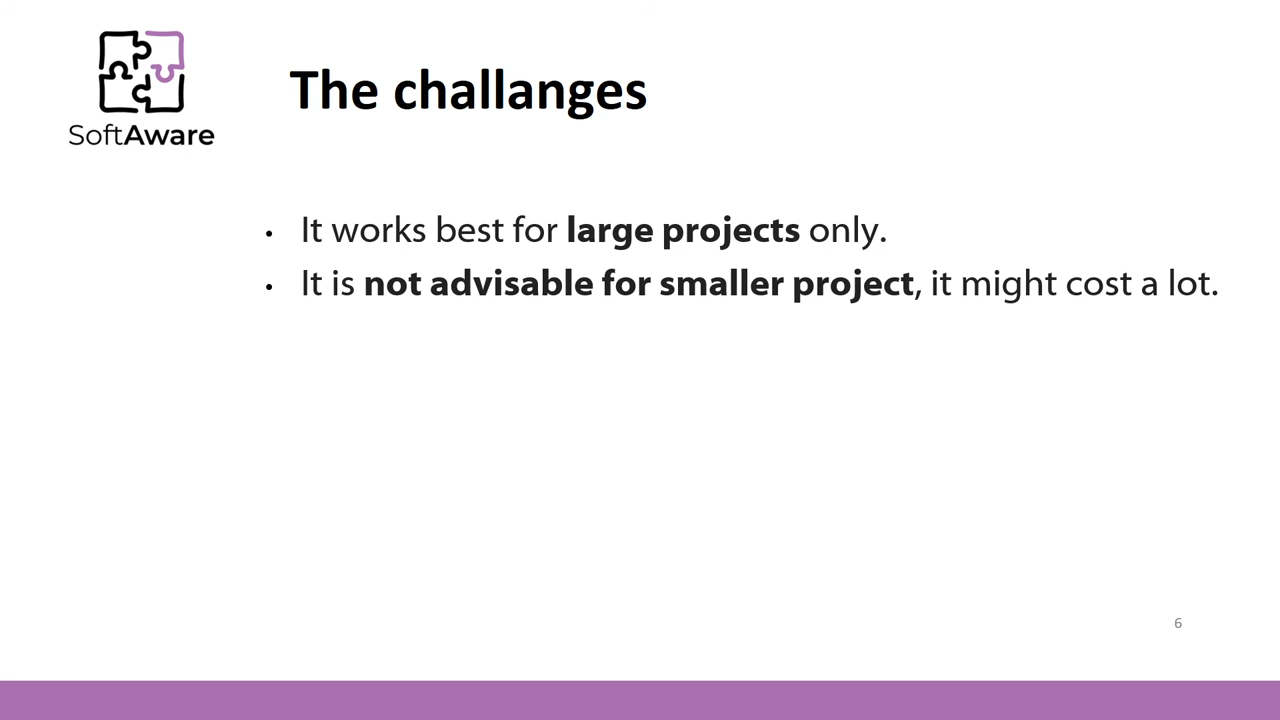 SoftAware
The challanges
• It works best for large projects only.
• It is not advisable for smaller project, it might cost a lot.
6